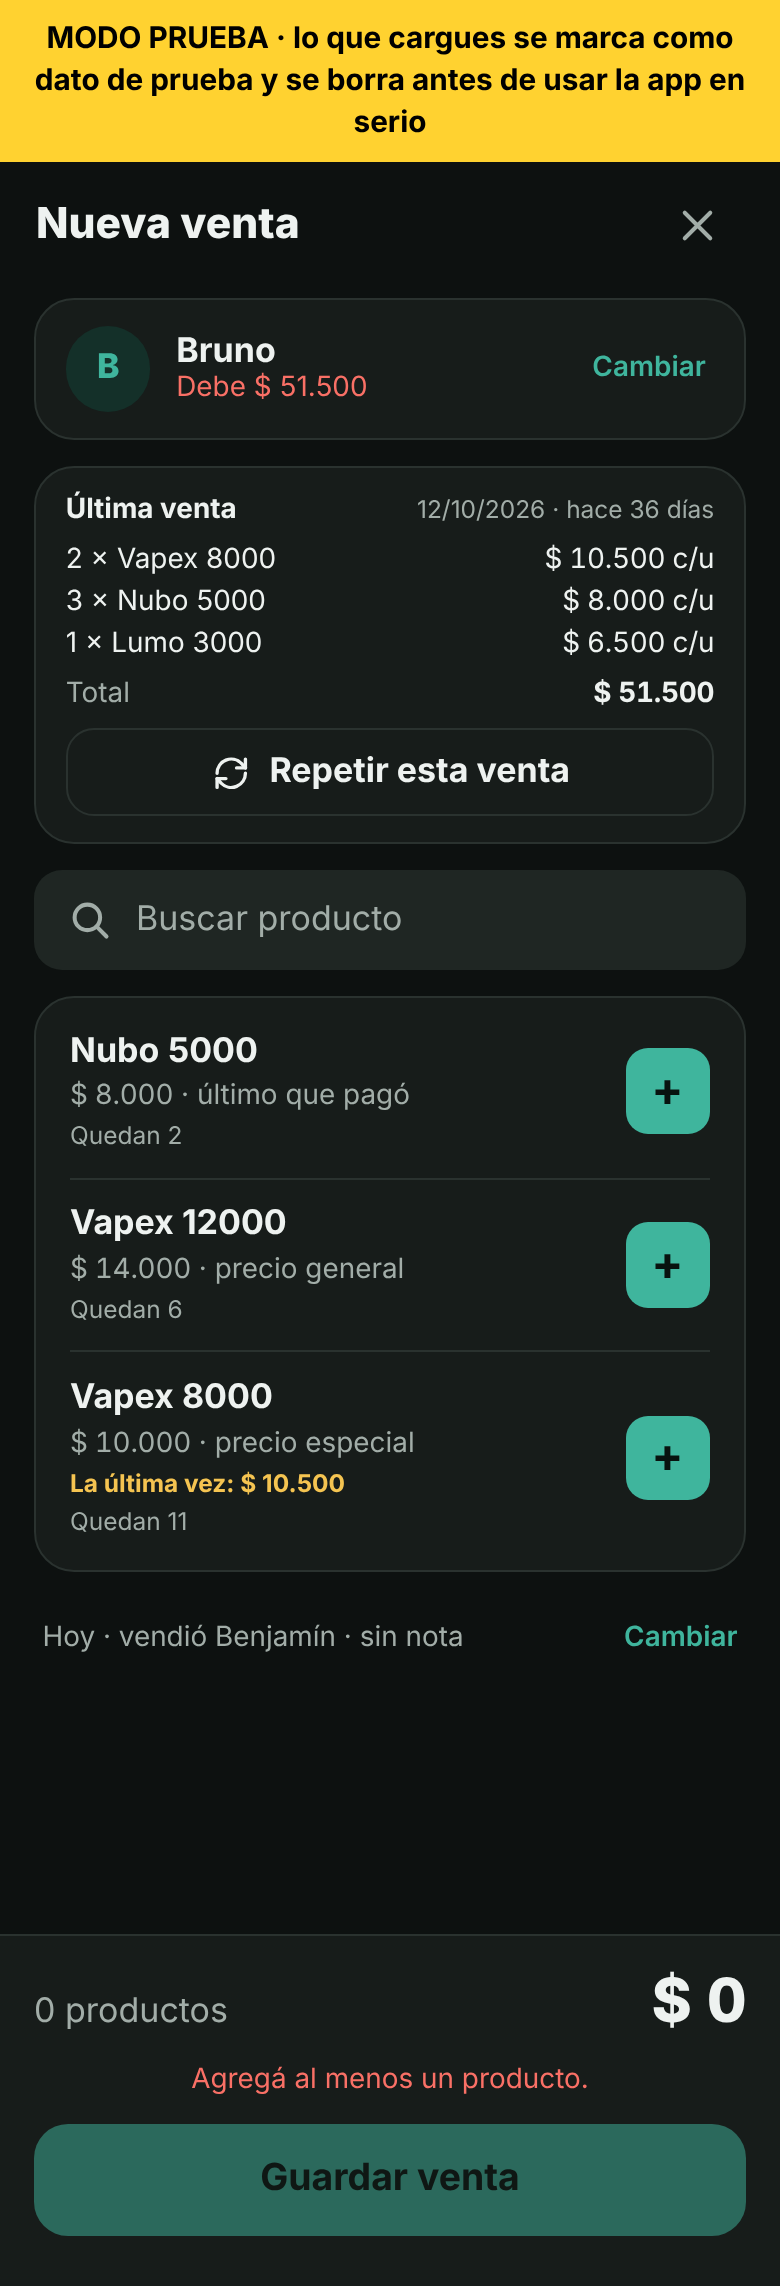 MODO PRUEBA · lo que cargues se marca como
dato de prueba y se borra antes de usar la app en
serio
Nueva venta
B
Bruno
Debe $ 51.500
Cambiar
Última venta
12/10/2026 · hace 36 días
2 × Vapex 8000
$ 10.500 c/u
3 × Nubo 5000
$ 8.000 c/u
1 × Lumo 3000
$ 6.500 c/u
Total
$ 51.500
Repetir esta venta
Buscar producto
Nubo 5000
$ 8.000 · último que pagó
Quedan 2
+
Vapex 12000
$ 14.000 · precio general
Quedan 6
+
Vapex 8000
$ 10.000 · precio especial
La última vez: $ 10.500
Quedan 11
+
Hoy · vendió Benjamín · sin nota
Cambiar
0 productos
$ 0
Agregá al menos un producto.
Guardar venta